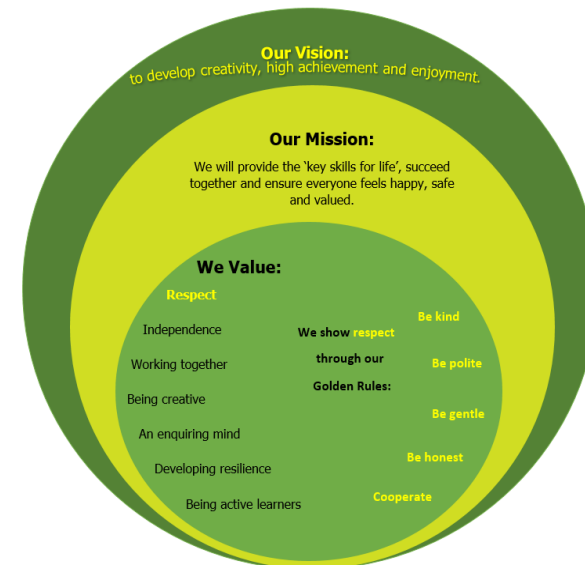 Our Vision:
to develop creativity, high achievement and enjoyment.
Our Mission:
We will provide the ‘key skills for life’, succeed
together and ensure everyone feels happy, safe
and valued.
We Value:
Respect
Independence
Working together
Being creative
An enquiring mind
Developing resilience
Being active learners
We show respect
through our
Golden Rules:
Be kind
Be polite
Be gentle
Be honest
Cooperate